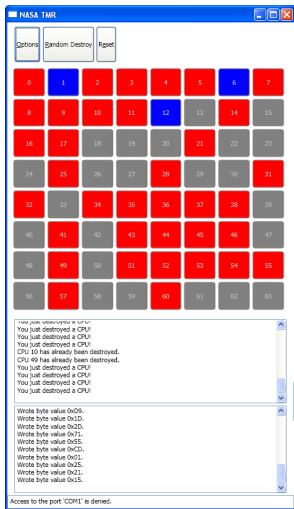 NASA TMR
Options Random Destroy Reset
0 1 2 3 4 5 6 7
8 9 10 11 12 13 14 15
16 17 18 19 20 21 22 23
24 25 26 27 28 29 30 31
32 33 34 35 36 37 38 39
40 41 42 43 44 45 46 47
48 49 50 51 52 53 54 55
56 57 58 59 60 61 62 63
You just destroyed a CPU!
You just destroyed a CPU!
You just destroyed a CPU!
CPU 10 has already been destroyed.
CPU 49 has already been destroyed.
You just destroyed a CPU!
You just destroyed a CPU!
You just destroyed a CPU!
You just destroyed a CPU!
Wrote byte value 0xD9.
Wrote byte value 0x1D.
Wrote byte value 0x2D.
Wrote byte value 0x71.
Wrote byte value 0x55.
Wrote byte value 0xCD.
Wrote byte value 0x01.
Wrote byte value 0x25.
Wrote byte value 0x21.
Wrote byte value 0x15.
Access to the port 'COM1' is denied.